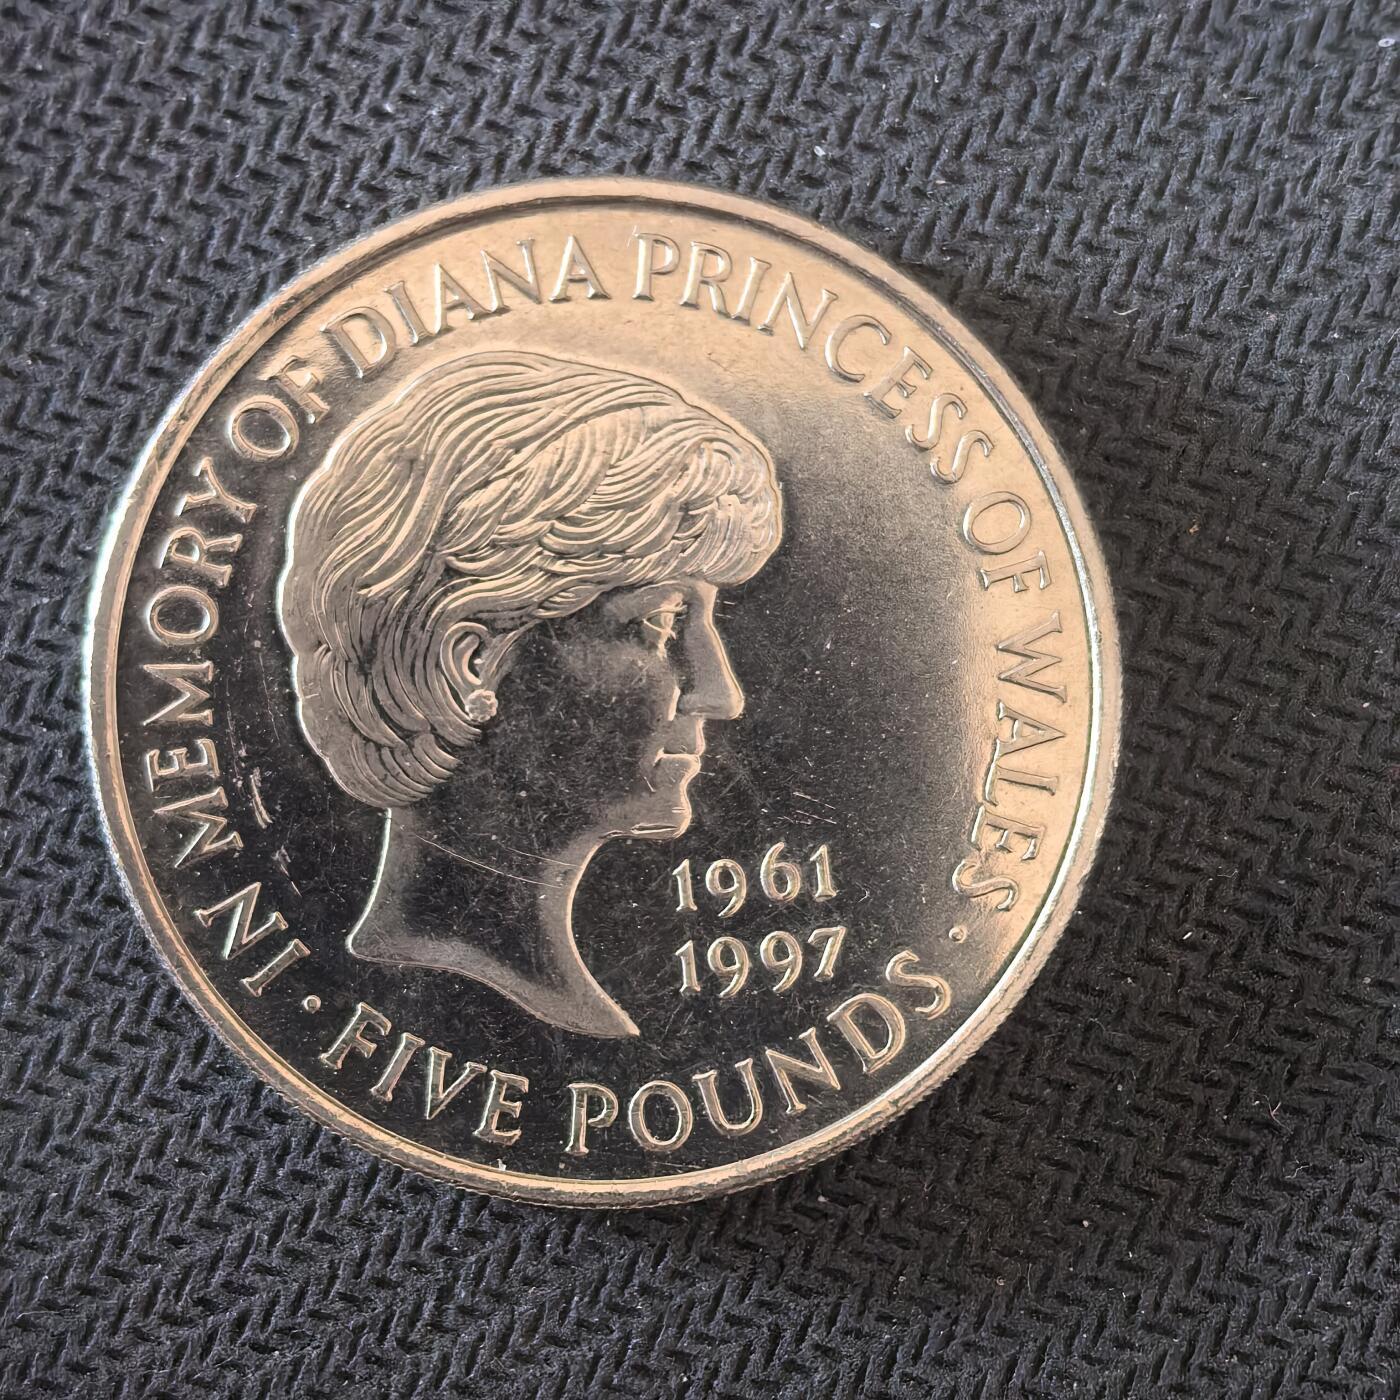 IN MEMORY OF DIANA PRINCESS OF WALES
1961
1997
· FIVE POUNDS ·